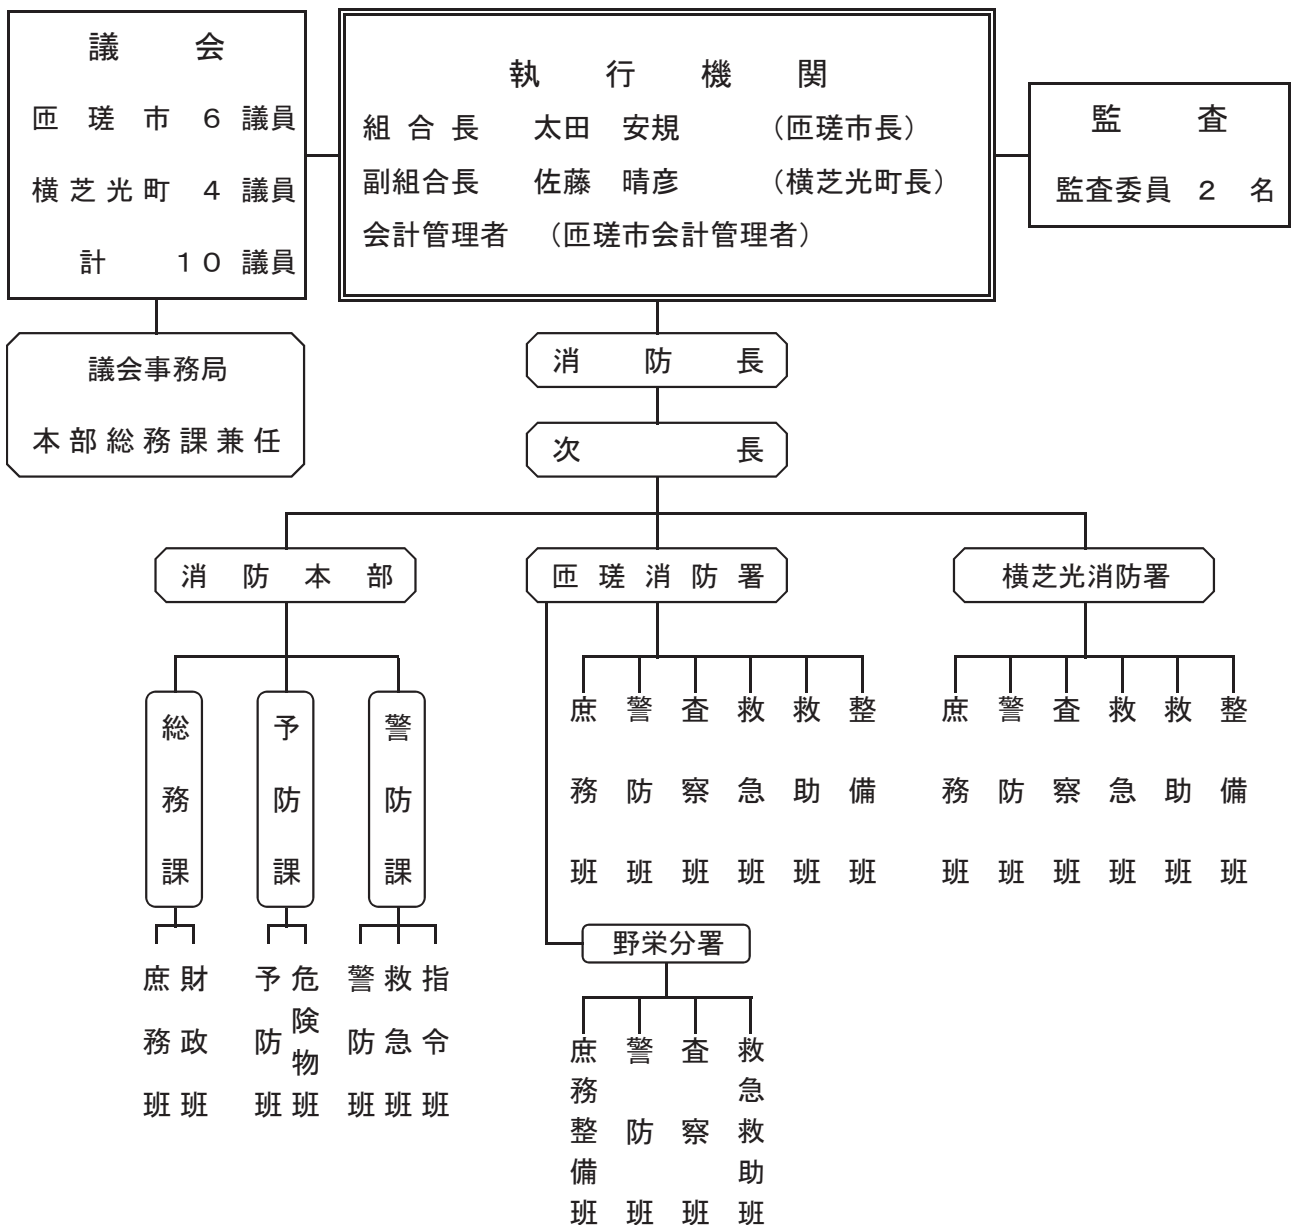 議会
匝瑳市 6 議員
横芝光町 4 議員
計 10 議員
執行機関
組合長 太田 安規 （匝瑳市長）
副組合長 佐藤 晴彦 （横芝光町長）
会計管理者 （匝瑳市会計管理者）
監査
監査委員 2 名
議会事務局
本部総務課兼任
消防長
次長
消防本部
匝瑳消防署
横芝光消防署
総務課
予防課
警防課
庶務班
財政班
予防班
危険物班
警防班
救急班
指令班
庶務班
警防班
査察班
救急班
救助班
整備班
野栄分署
庶務整備班
警防班
査察班
救急救助班
庶務班
警防班
査察班
救急班
救助班
整備班